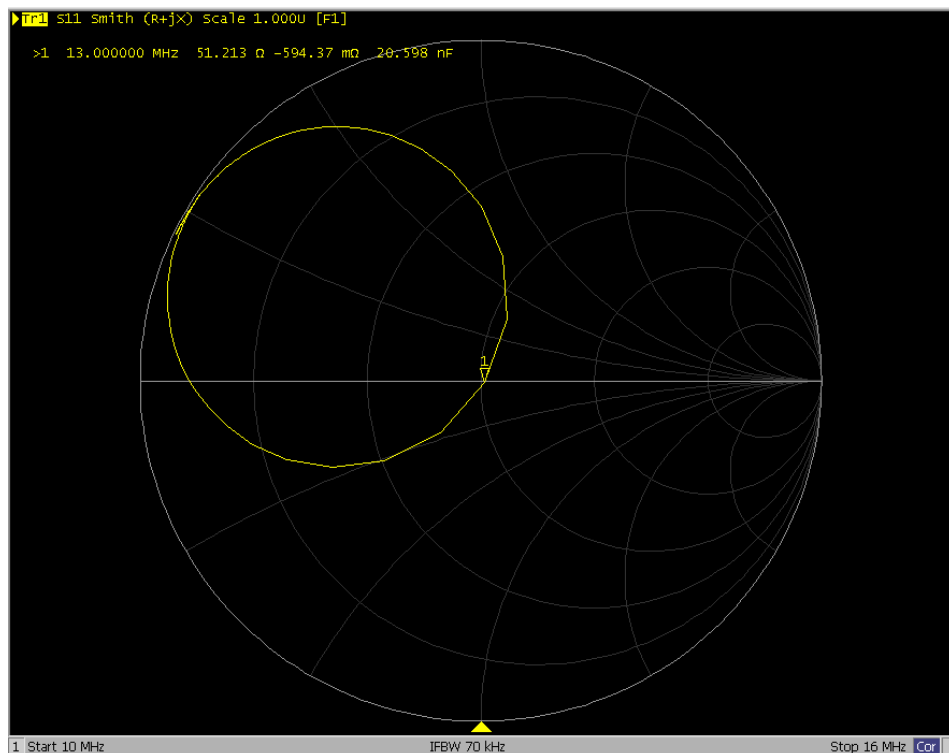 Tr1 S11 Smith (R+jX) Scale 1.000U [F1]
>1 13.000000 MHz 51.213 Ω -594.37 mΩ 20.598 nF
1
1 Start 10 MHz IFBW 70 kHz Stop 16 MHz Cor